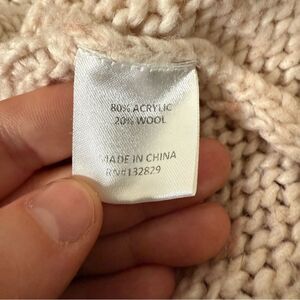 80% ACRYLIC
20% WOOL
MADE IN CHINA
RN#132829